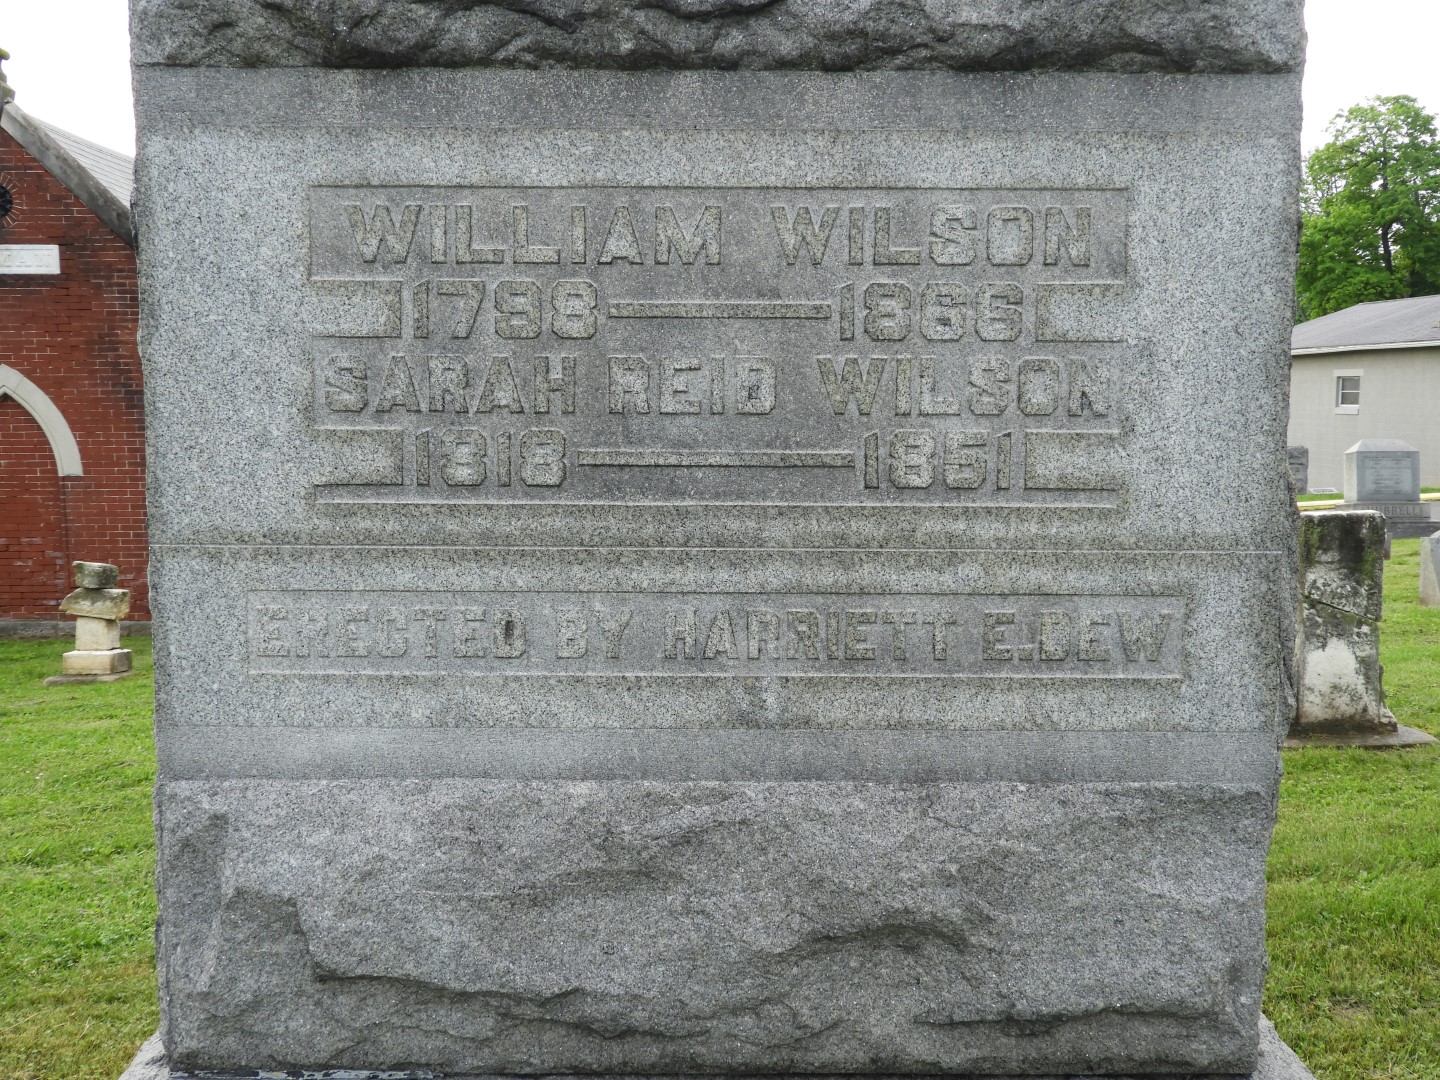 WILLIAM WILSON
1798 — 1866
SARAH REID WILSON
1818 — 1851
ERECTED BY HARRIETT E. DEW